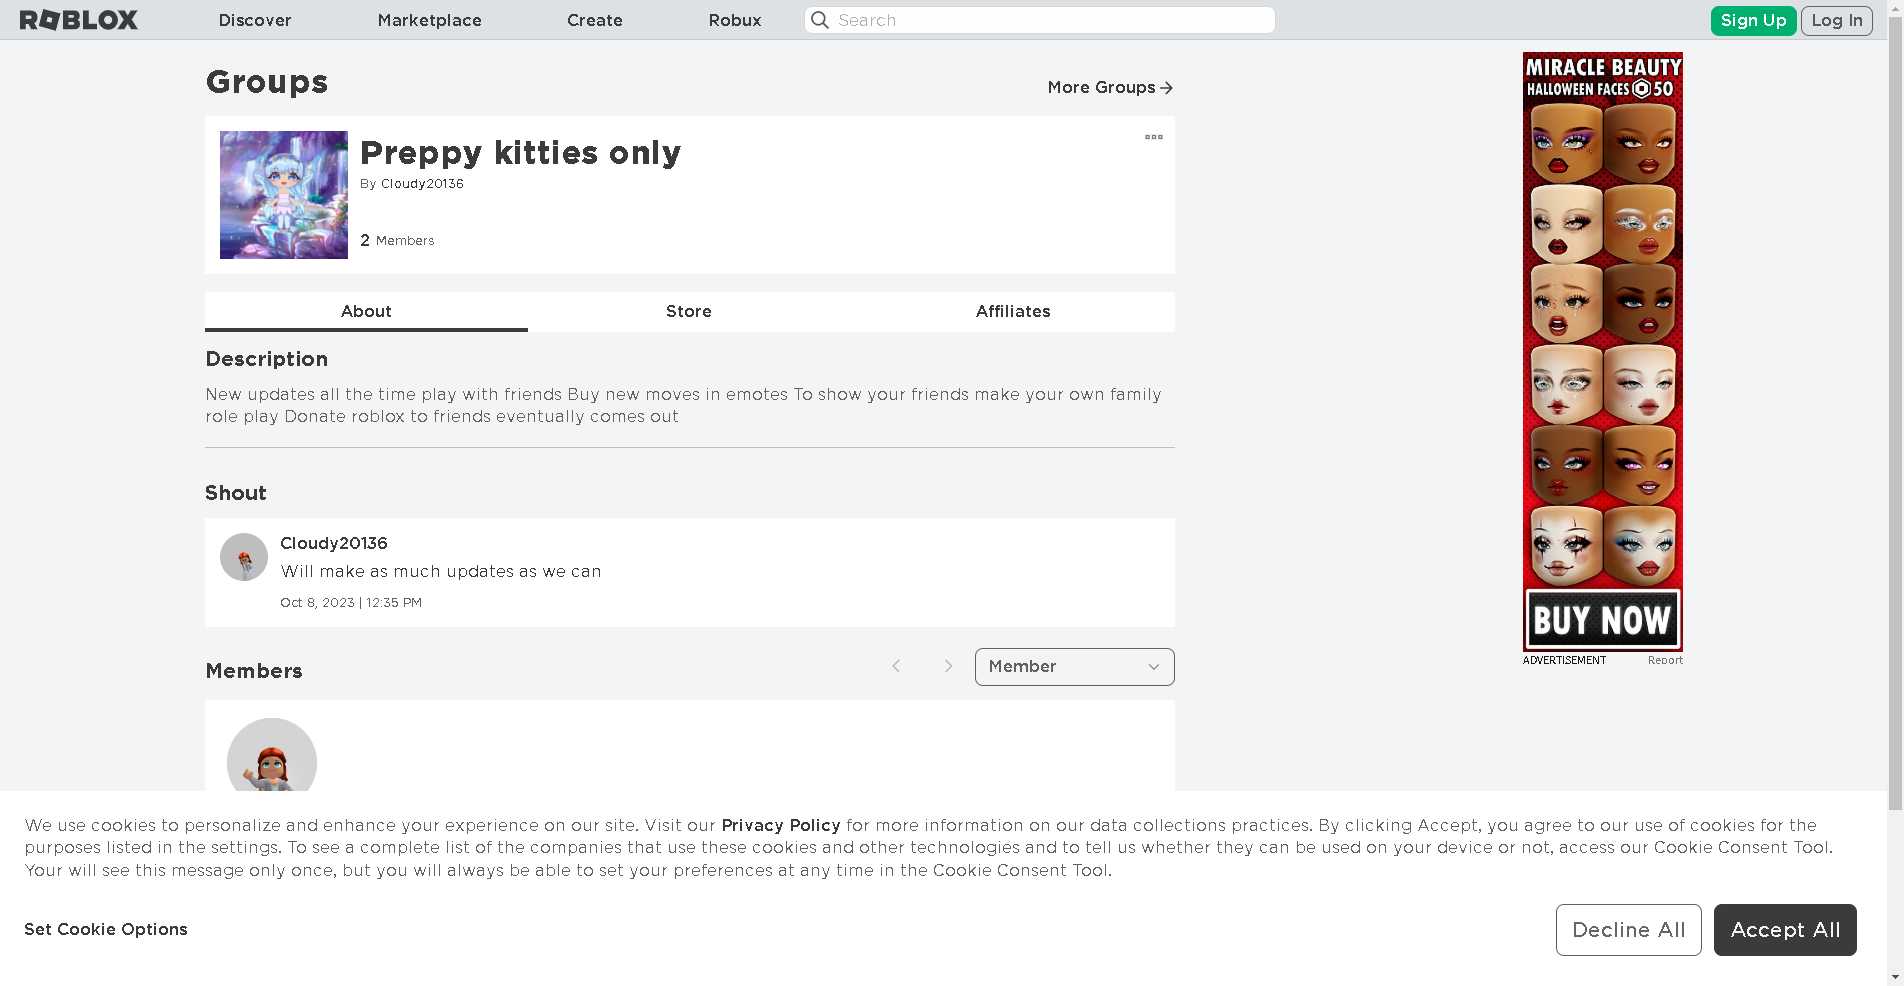 ROBLOX
Discover
Marketplace
Create
Robux
Search
Sign Up
Log In
Groups
More Groups
Preppy kitties only
By Cloudy20136
2 Members
About
Store
Affiliates
Description
New updates all the time play with friends Buy new moves in emotes To show your friends make your own family
role play Donate roblox to friends eventually comes out
Shout
Cloudy20136
Will make as much updates as we can
Oct 8, 2023 | 12:35 PM
Members
Member
MIRACLE BEAUTY
HALLOWEEN FACES 50
BUY NOW
ADVERTISEMENT
Report
We use cookies to personalize and enhance your experience on our site. Visit our Privacy Policy for more information on our data collections practices. By clicking Accept, you agree to our use of cookies for the
purposes listed in the settings. To see a complete list of the companies that use these cookies and other technologies and to tell us whether they can be used on your device or not, access our Cookie Consent Tool.
Your will see this message only once, but you will always be able to set your preferences at any time in the Cookie Consent Tool.
Set Cookie Options
Decline All
Accept All